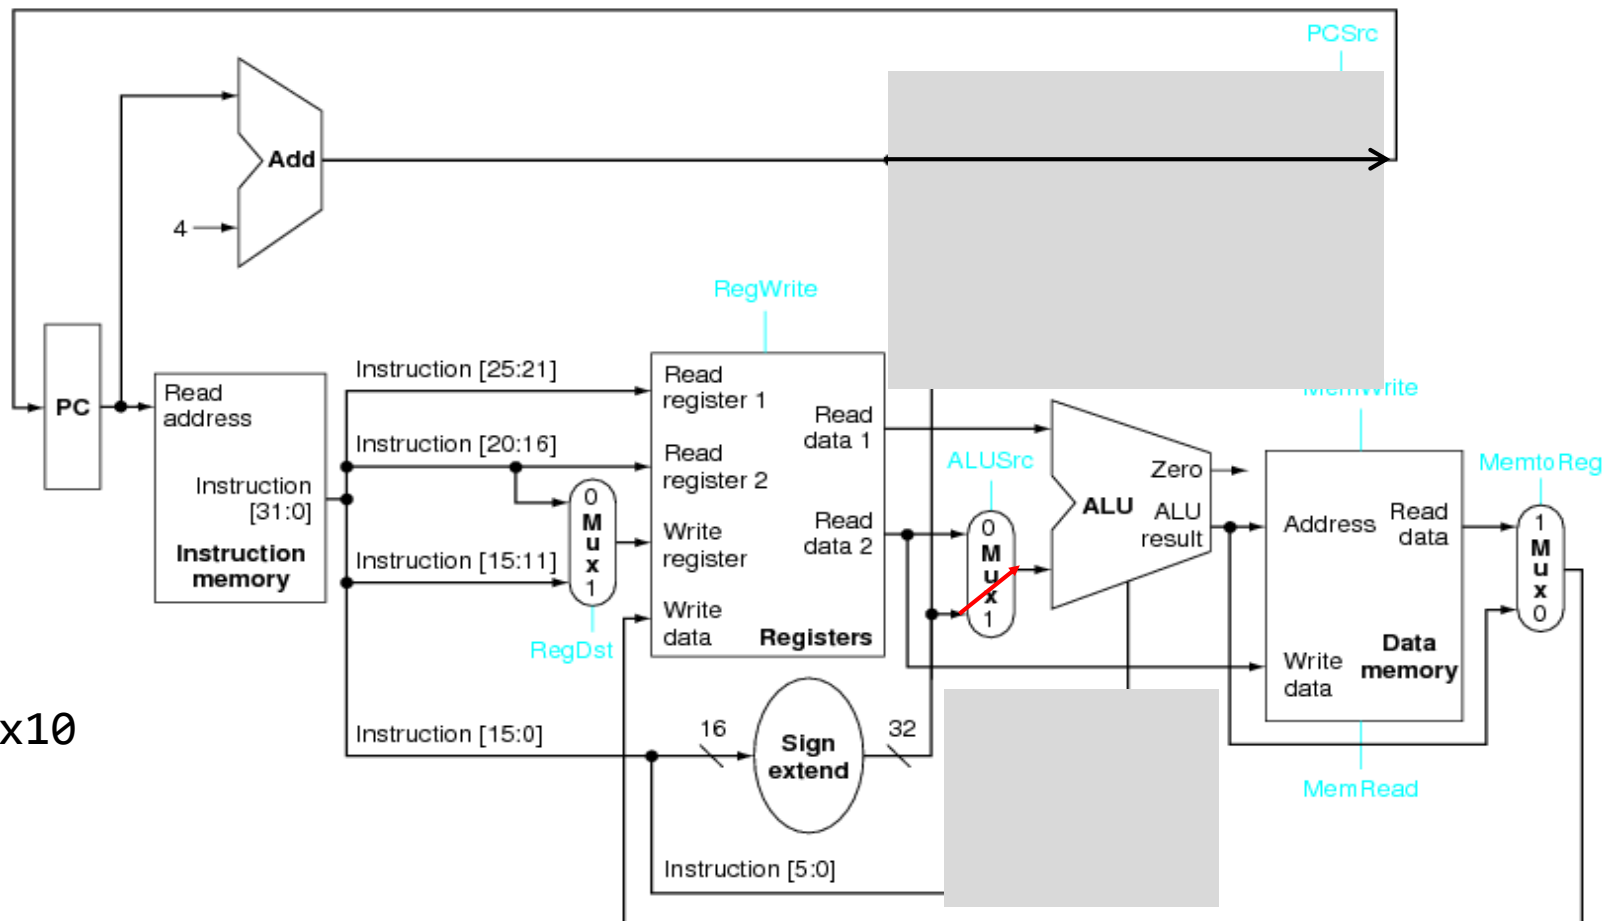 PCSrc
Add
4
RegWrite
PC
Read
address
Instruction
[31:0]
Instruction
memory
Instruction [25:21]
Instruction [20:16]
Instruction [15:11]
Instruction [15:0]
0
M
u
x
1
RegDst
Read
register 1
Read
register 2
Write
register
Write
data
Read
data 1
Read
data 2
Registers
ALUSrc
0
M
u
x
1
Zero
ALU
ALU
result
MemWrite
Address
Read
data
Write
data
Data
memory
MemRead
MemtoReg
1
M
u
x
0
x10
16
Sign
extend
32
Instruction [5:0]